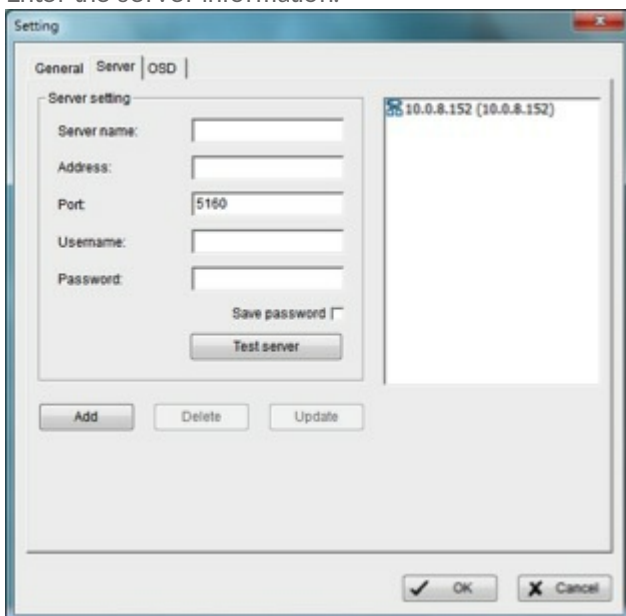 Enter the server information.
Setting
General Server OSD
Server setting
Server name:
Address:
Port: 5160
Username:
Password:
Save password
Test server
Add Delete Update
10.0.8.152 (10.0.8.152)
OK Cancel